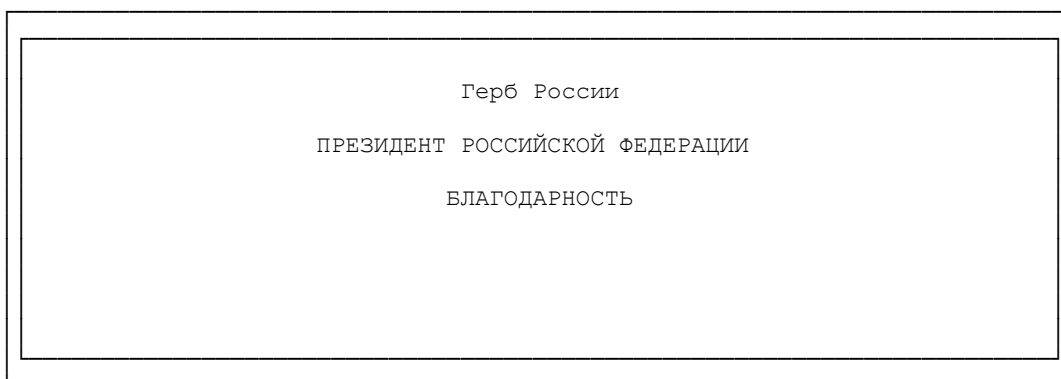 Герб России
ПРЕЗИДЕНТ РОССИЙСКОЙ ФЕДЕРАЦИИ
БЛАГОДАРНОСТЬ